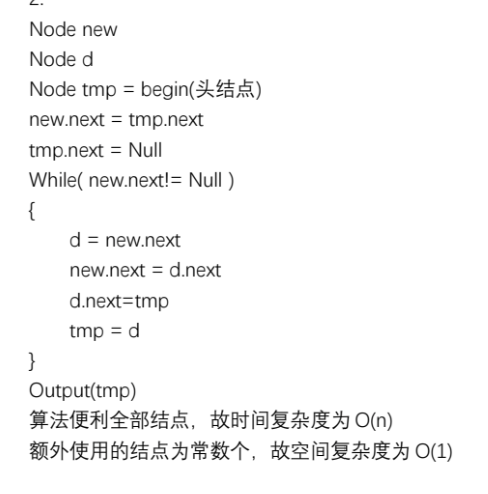 2.
Node new
Node d
Node tmp = begin(头结点)
new.next = tmp.next
tmp.next = Null
While( new.next!= Null )
{
d = new.next
new.next = d.next
d.next=tmp
tmp = d
}
Output(tmp)
算法便利全部结点，故时间复杂度为 O(n)
额外使用的结点为常数个，故空间复杂度为 O(1)